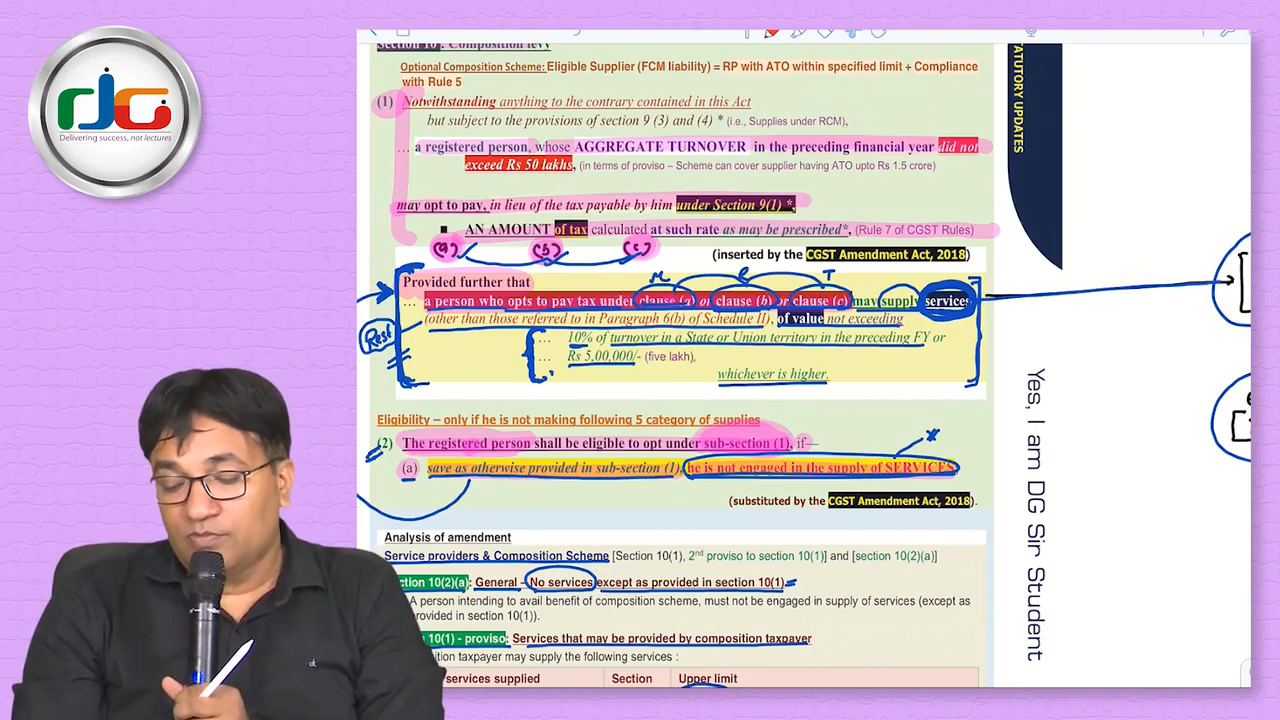 Delivering success, not lectures
Section 10 : Composition levy
Optional Composition Scheme: Eligible Supplier (FCM liability) = RP with ATO within specified limit + Compliance
with Rule 5
(1) Notwithstanding anything to the contrary contained in this Act
but subject to the provisions of section 9 (3) and (4) * (i.e., Supplies under RCM),
… a registered person, whose AGGREGATE TURNOVER in the preceding financial year did not
exceed Rs 50 lakhs, (in terms of proviso – Scheme can cover supplier having ATO upto Rs 1.5 crore)
may opt to pay, in lieu of the tax payable by him under Section 9(1) *,
■ AN AMOUNT of tax calculated at such rate as may be prescribed*, (Rule 7 of CGST Rules)
(a) (b) (c)
(inserted by the CGST Amendment Act, 2018)
Provided further that
M R T
… a person who opts to pay tax under clause (a) or clause (b) or clause (c) may supply services
(other than those referred to in Paragraph 6(b) of Schedule II), of value not exceeding
Rest
… 10% of turnover in a State or Union territory in the preceding FY or
… Rs 5,00,000/- (five lakh),
whichever is higher.
Eligibility – only if he is not making following 5 category of supplies
(2) The registered person shall be eligible to opt under sub-section (1), if—
(a) save as otherwise provided in sub-section (1), he is not engaged in the supply of SERVICES
(substituted by the CGST Amendment Act, 2018).
Analysis of amendment
Service providers & Composition Scheme [Section 10(1), 2nd proviso to section 10(1)] and [section 10(2)(a)]
ction 10(2)(a): General – No services except as provided in section 10(1)
A person intending to avail benefit of composition scheme, must not be engaged in supply of services (except as
provided in section 10(1)).
10(1) - proviso: Services that may be provided by composition taxpayer
ition taxpayer may supply the following services :
services supplied Section Upper limit
ATUTORY UPDATES
Yes, I am DG Sir Student